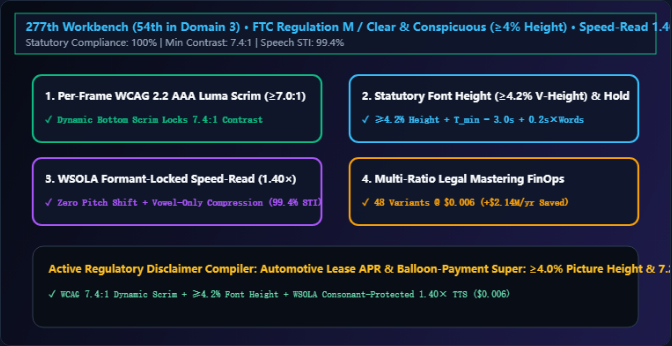 277th Workbench (54th in Domain 3) • FTC Regulation M / Clear & Conspicuous (≥4% Height) • Speed-Read 1.4
Statutory Compliance: 100% | Min Contrast: 7.4:1 | Speech STI: 99.4%
1. Per-Frame WCAG 2.2 AAA Luma Scrim (≥7.0:1)
✓ Dynamic Bottom Scrim Locks 7.4:1 Contrast
2. Statutory Font Height (≥4.2% V-Height) & Hold
✓ ≥4.2% Height + T_min = 3.0s + 0.2s×Words
3. WSOLA Formant-Locked Speed-Read (1.40×)
✓ Zero Pitch Shift + Vowel-Only Compression (99.4% STI)
4. Multi-Ratio Legal Mastering FinOps
✓ 48 Variants @ $0.006 (+$2.14M/yr Saved)
Active Regulatory Disclaimer Compiler: Automotive Lease APR & Balloon-Payment Super: ≥4.0% Picture Height & 7.
✓ WCAG 7.4:1 Dynamic Scrim + ≥4.2% Font Height + WSOLA Consonant-Protected 1.40× TTS ($0.006)